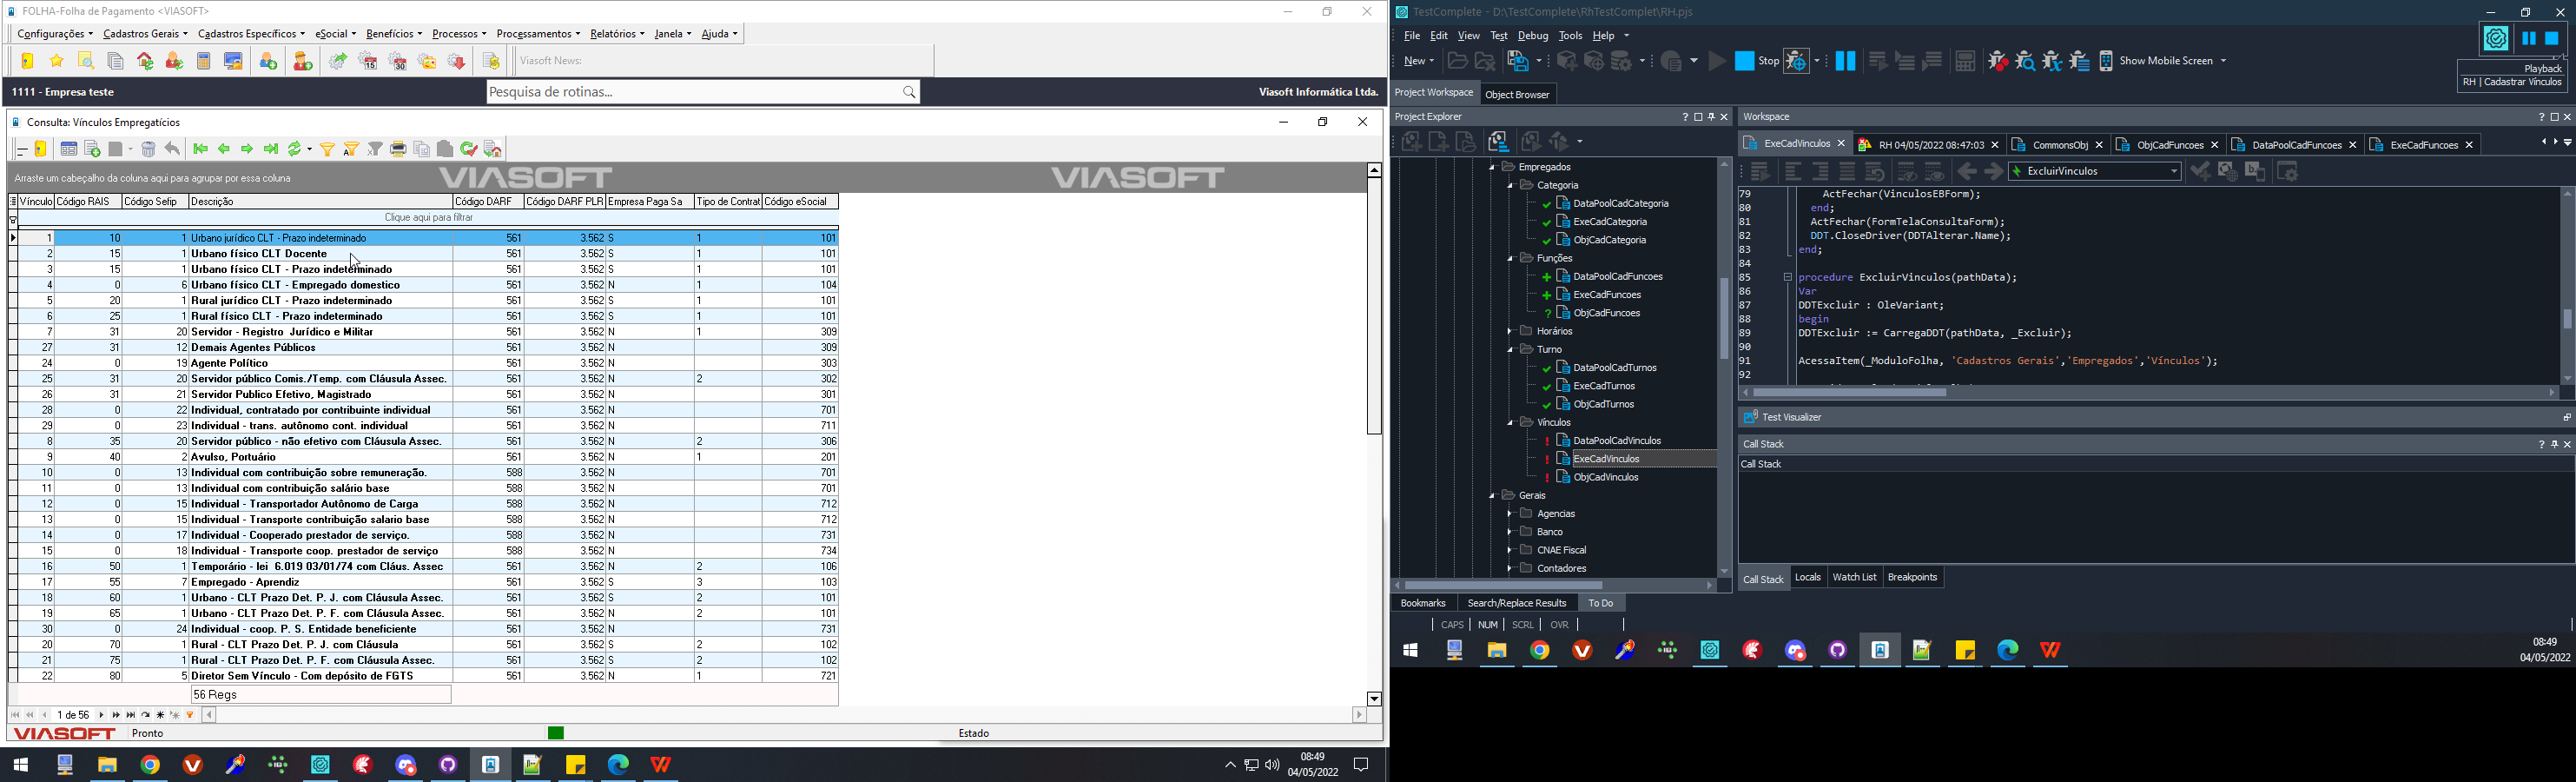 FOLHA-Folha de Pagamento <VIASOFT>
Configurações Cadastros Gerais Cadastros Específicos eSocial Benefícios Processos Processamentos Relatórios Janela Ajuda
Viasoft News:
1111 - Empresa teste
Pesquisa de rotinas...
Viasoft Informática Ltda.
Consulta: Vínculos Empregatícios
Arraste um cabeçalho da coluna aqui para agrupar por essa coluna
VIASOFT VIASOFT
Vínculo Código RAIS Código Sefip Descrição Código DARF Código DARF PLR Empresa Paga Sa Tipo de Contrat Código eSocial
Clique aqui para filtrar
1 10 1 Urbano jurídico CLT - Prazo indeterminado 561 3.562 S 1 101
2 15 1 Urbano físico CLT Docente 561 3.562 S 1 101
3 15 1 Urbano físico CLT - Prazo indeterminado 561 3.562 S 1 101
4 0 6 Urbano físico CLT - Empregado domestico 561 3.562 N 1 104
5 20 1 Rural jurídico CLT - Prazo indeterminado 561 3.562 S 1 101
6 25 1 Rural físico CLT - Prazo indeterminado 561 3.562 S 1 101
7 31 20 Servidor - Registro Jurídico e Militar 561 3.562 N 1 309
27 31 12 Demais Agentes Públicos 561 3.562 N 309
24 0 19 Agente Político 561 3.562 N 303
25 31 20 Servidor público Comis./Temp. com Cláusula Assec. 561 3.562 N 2 302
26 31 21 Servidor Publico Efetivo, Magistrado 561 3.562 N 301
28 0 22 Individual, contratado por contribuinte individual 561 3.562 N 701
29 0 23 Individual - trans. autônomo cont. individual 561 3.562 N 711
8 35 20 Servidor público - não efetivo com Cláusula Assec. 561 3.562 N 2 306
9 40 2 Avulso, Portuário 561 3.562 N 1 201
10 0 13 Individual com contribuição sobre remuneração. 588 3.562 N 701
11 0 13 Individual com contribuição salário base 588 3.562 N 701
12 0 15 Individual - Transportador Autônomo de Carga 588 3.562 N 712
13 0 15 Individual - Transporte contribuição salario base 588 3.562 N 712
14 0 17 Individual - Cooperado prestador de serviço. 588 3.562 N 731
15 0 18 Individual - Transporte coop. prestador de serviço 588 3.562 N 734
16 50 1 Temporário - lei 6.019 03/01/74 com Cláus. Assec 561 3.562 N 2 106
17 55 7 Empregado - Aprendiz 561 3.562 S 3 103
18 60 1 Urbano - CLT Prazo Det. P. J. com Cláusula Assec. 561 3.562 S 2 101
19 65 1 Urbano - CLT Prazo Det. P. F. com Cláusula Assec. 561 3.562 N 2 101
30 0 24 Individual - coop. P. S. Entidade beneficiente 561 3.562 N 731
20 70 1 Rural - CLT Prazo Det. P. J. com Cláusula 561 3.562 S 2 102
21 75 1 Rural - CLT Prazo Det. P. F. com Cláusula Assec. 561 3.562 S 2 102
22 80 5 Diretor Sem Vínculo - Com depósito de FGTS 561 3.562 N 1 721
56 Regs
1 de 56
VIASOFT Pronto Estado
08:49
04/05/2022
TestComplete - D:\TestComplete\RhTestComplet\RH.pjs
File Edit View Test Debug Tools Help
New Stop Show Mobile Screen
Playback
RH | Cadastrar Vínculos
Project Workspace Object Browser
Project Explorer
Empregados
Categoria
DataPoolCadCategoria
ExeCadCategoria
ObjCadCategoria
Funções
DataPoolCadFuncoes
ExeCadFuncoes
ObjCadFuncoes
Horários
Turno
DataPoolCadTurnos
ExeCadTurnos
ObjCadTurnos
Vínculos
DataPoolCadVinculos
ExeCadVinculos
ObjCadVinculos
Gerais
Agencias
Banco
CNAE Fiscal
Contadores
Bookmarks Search/Replace Results To Do
CAPS NUM SCRL OVR
Workspace
ExeCadVinculos RH 04/05/2022 08:47:03 CommonsObj ObjCadFuncoes DataPoolCadFuncoes ExeCadFuncoes
ExcluirVinculos
79 ActFechar(VinculosEBForm);
80 end;
81 ActFechar(FormTelaConsultaForm);
82 DDT.CloseDriver(DDTAlterar.Name);
83 end;
84
85 procedure ExcluirVinculos(pathData);
86 Var
87 DDTExcluir : OleVariant;
88 begin
89 DDTExcluir := CarregaDDT(pathData, _Excluir);
90
91 AcessaItem(_ModuloFolha, 'Cadastros Gerais','Empregados','Vínculos');
92
Test Visualizer
Call Stack
Call Stack
Call Stack Locals Watch List Breakpoints
08:49
04/05/2022